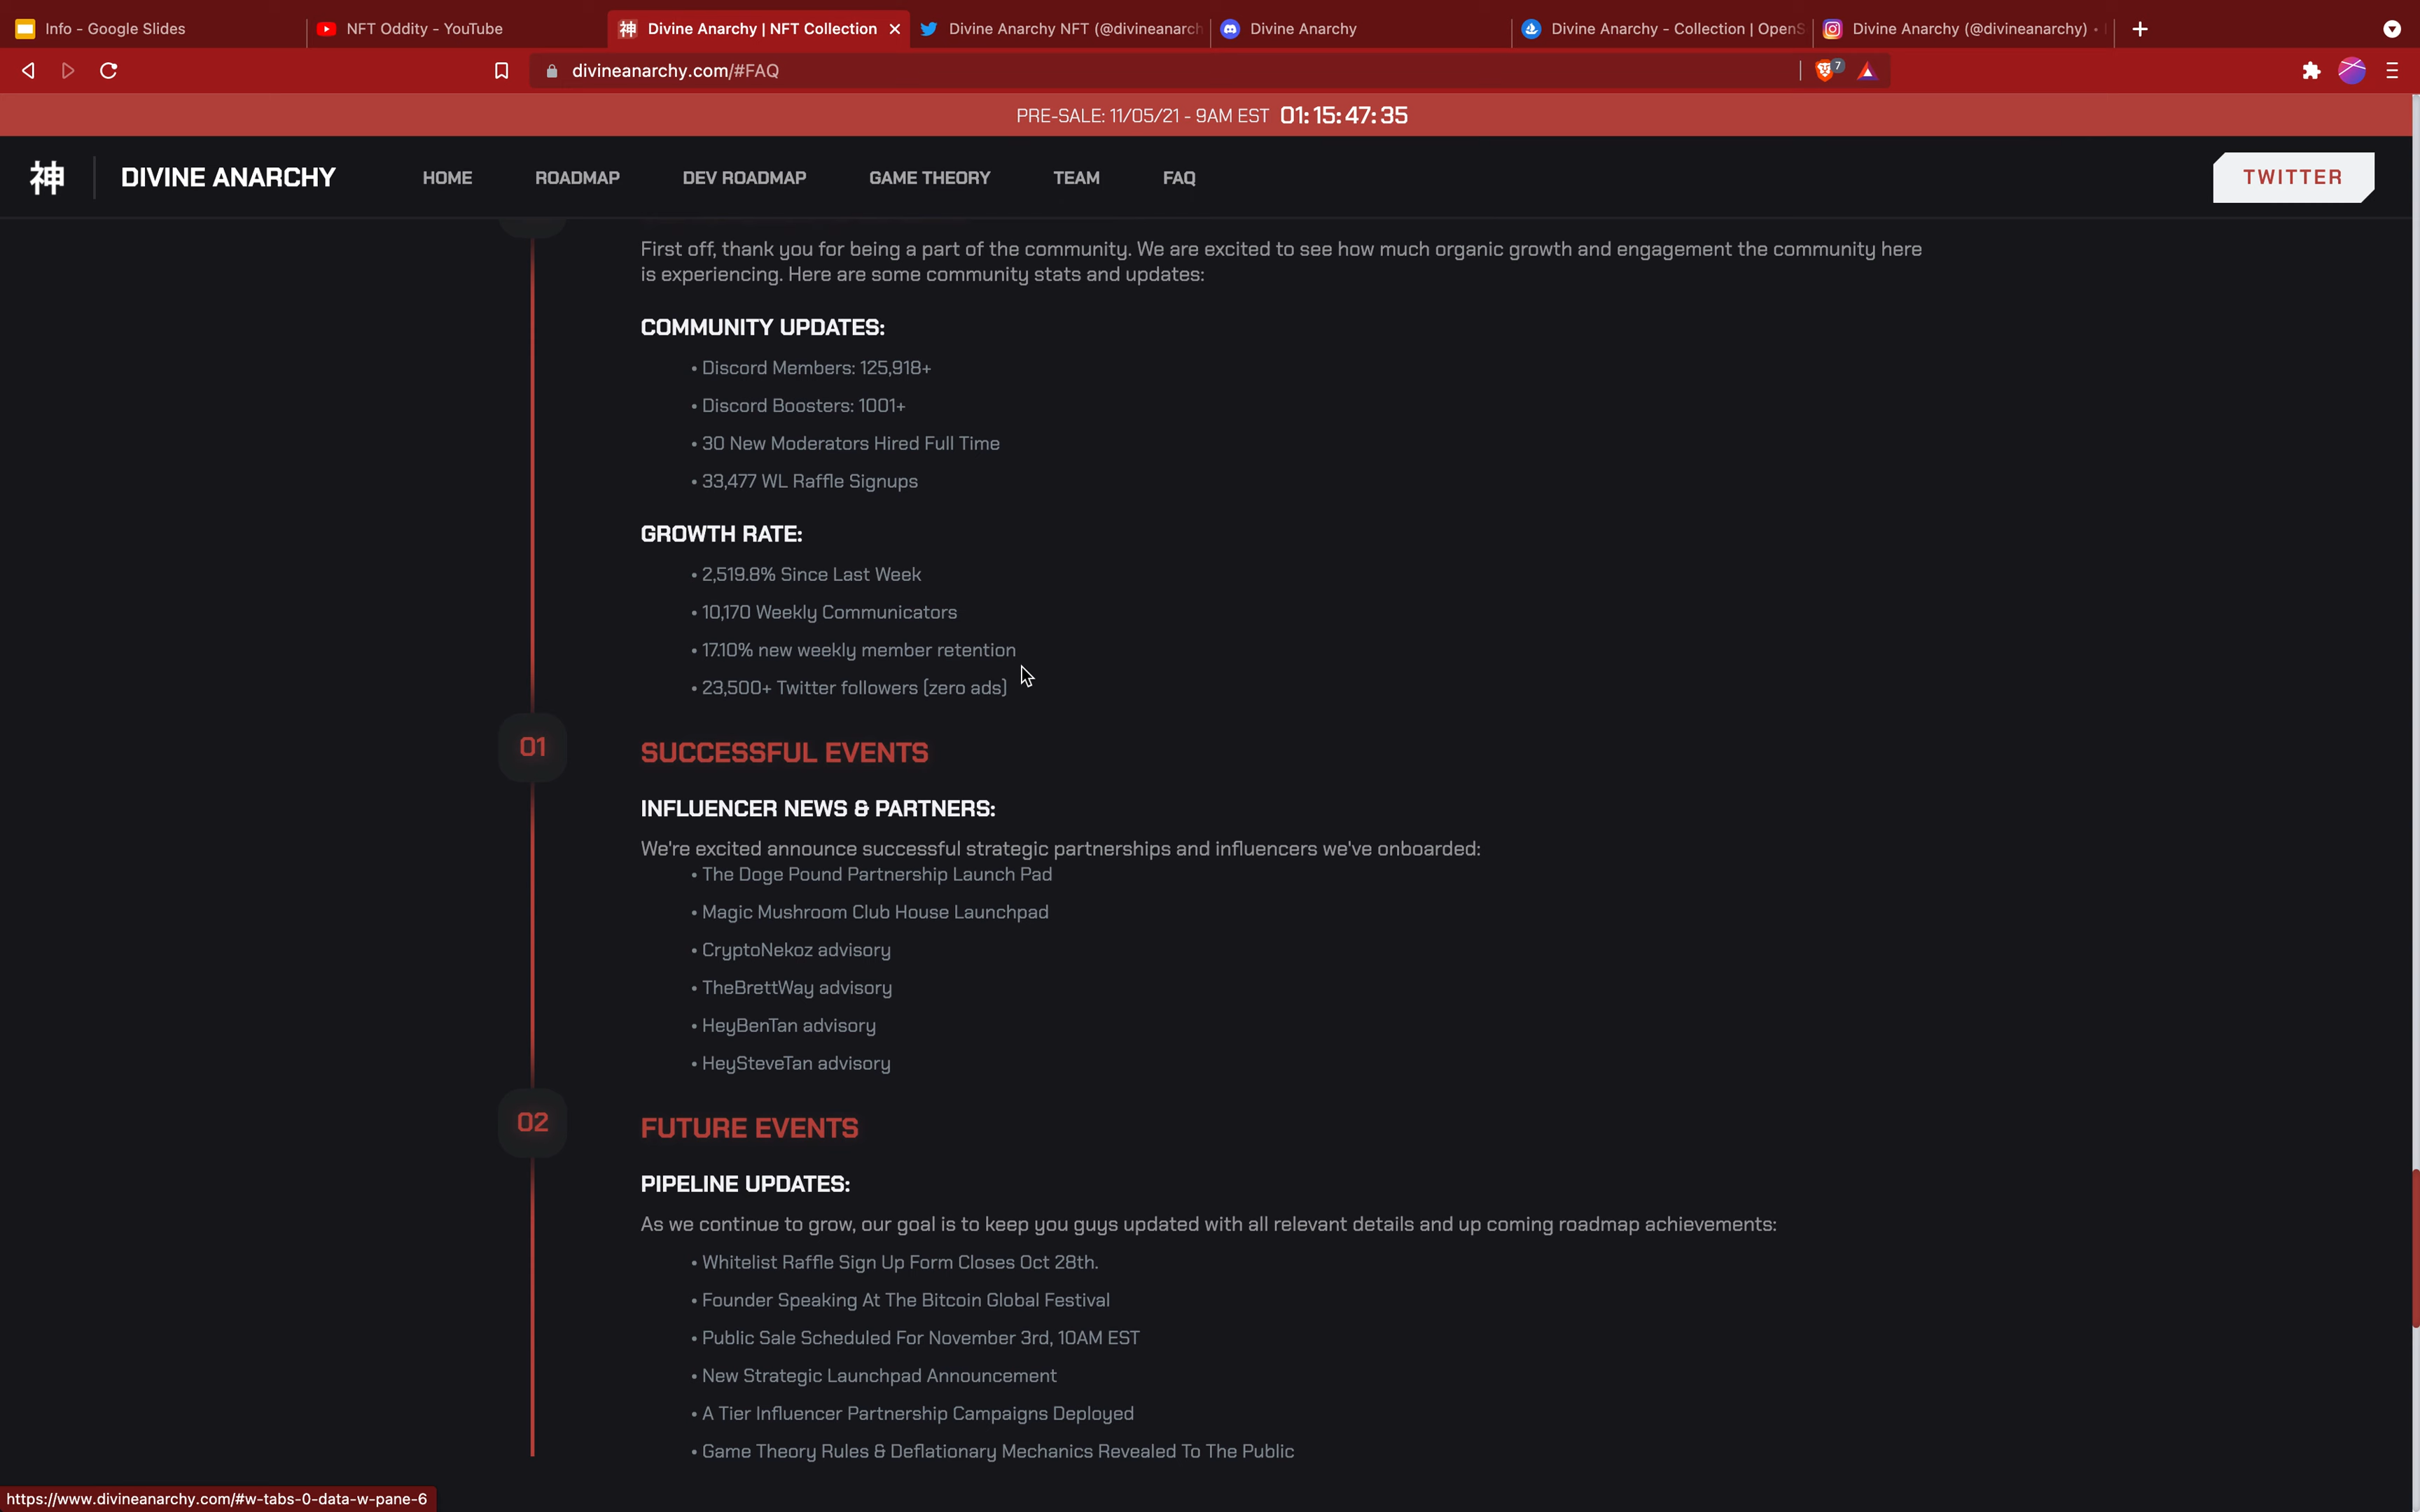 Info - Google Slides
NFT Oddity - YouTube
Divine Anarchy | NFT Collection
Divine Anarchy NFT (@divineanarch
Divine Anarchy
Divine Anarchy - Collection | OpenS
Divine Anarchy (@divineanarchy) •
divineanarchy.com/#FAQ
7
PRE-SALE: 11/05/21 - 9AM EST 01:15:47:35
神
DIVINE ANARCHY
HOME
ROADMAP
DEV ROADMAP
GAME THEORY
TEAM
FAQ
TWITTER
First off, thank you for being a part of the community. We are excited to see how much organic growth and engagement the community here
is experiencing. Here are some community stats and updates:
COMMUNITY UPDATES:
• Discord Members: 125,918+
• Discord Boosters: 1001+
• 30 New Moderators Hired Full Time
• 33,477 WL Raffle Signups
GROWTH RATE:
• 2,519.8% Since Last Week
• 10,170 Weekly Communicators
• 17.10% new weekly member retention
• 23,500+ Twitter followers (zero ads)
01
SUCCESSFUL EVENTS
INFLUENCER NEWS & PARTNERS:
We're excited announce successful strategic partnerships and influencers we've onboarded:
• The Doge Pound Partnership Launch Pad
• Magic Mushroom Club House Launchpad
• CryptoNekoz advisory
• TheBrettWay advisory
• HeyBenTan advisory
• HeySteveTan advisory
02
FUTURE EVENTS
PIPELINE UPDATES:
As we continue to grow, our goal is to keep you guys updated with all relevant details and up coming roadmap achievements:
• Whitelist Raffle Sign Up Form Closes Oct 28th.
• Founder Speaking At The Bitcoin Global Festival
• Public Sale Scheduled For November 3rd, 10AM EST
• New Strategic Launchpad Announcement
• A Tier Influencer Partnership Campaigns Deployed
• Game Theory Rules & Deflationary Mechanics Revealed To The Public
https://www.divineanarchy.com/#w-tabs-0-data-w-pane-6